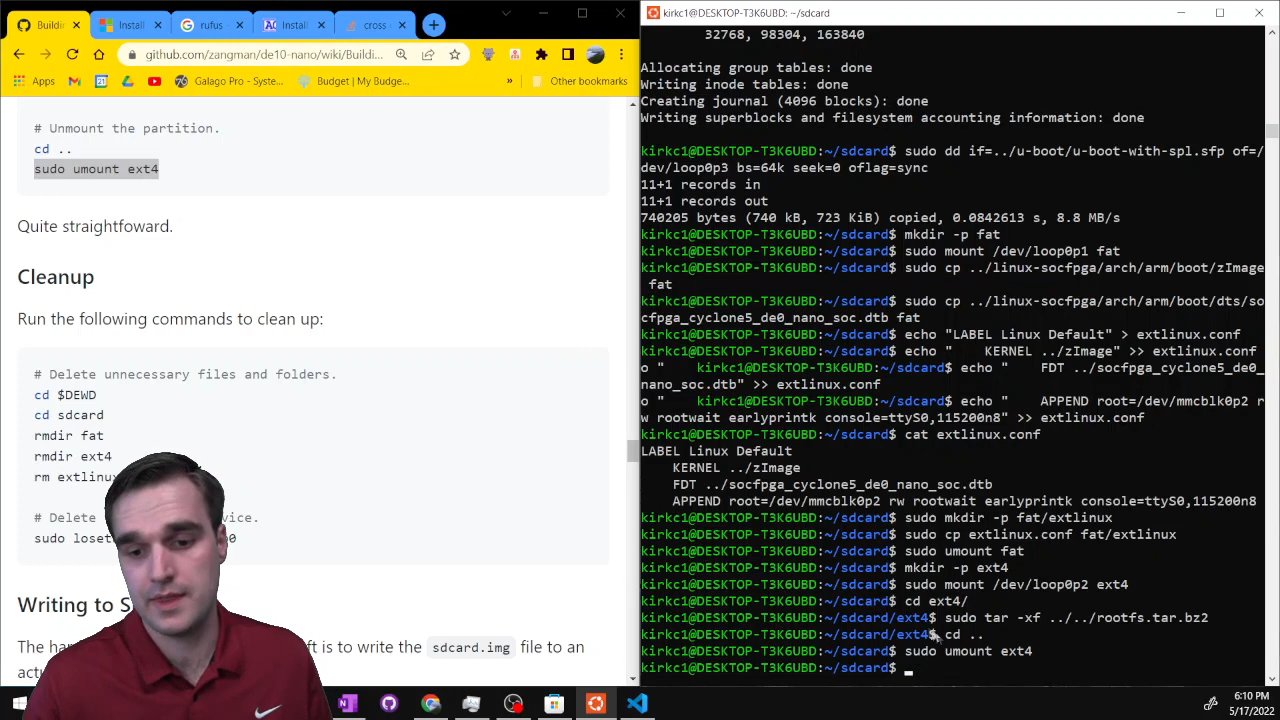 Buildi
Install
rufus -
Install
cross
github.com/zangman/de10-nano/wiki/Buildi
Apps
Galago Pro - Syste...
Budget | My Budge...
»
Other bookmarks
# Unmount the partition.
cd ..
sudo umount ext4
Quite straightfoward.
Cleanup
Run the following commands to clean up:
# Delete unnecessary files and folders.
cd $DEWD
cd sdcard
rmdir fat
rmdir ext4
rm extlinux
# Delete
vice.
sudo loset
Writing to S
The har
ft is to write the sdcard.img file to an
actu
kirkc1@DESKTOP-T3K6UBD: ~/sdcard
32768, 98304, 163840
Allocating group tables: done
Writing inode tables: done
Creating journal (4096 blocks): done
Writing superblocks and filesystem accounting information: done
kirkc1@DESKTOP-T3K6UBD:~/sdcard$ sudo dd if=../u-boot/u-boot-with-spl.sfp of=/
dev/loop0p3 bs=64k seek=0 oflag=sync
11+1 records in
11+1 records out
740205 bytes (740 kB, 723 KiB) copied, 0.0842613 s, 8.8 MB/s
kirkc1@DESKTOP-T3K6UBD:~/sdcard$ mkdir -p fat
kirkc1@DESKTOP-T3K6UBD:~/sdcard$ sudo mount /dev/loop0p1 fat
kirkc1@DESKTOP-T3K6UBD:~/sdcard$ sudo cp ../linux-socfpga/arch/arm/boot/zImage
fat
kirkc1@DESKTOP-T3K6UBD:~/sdcard$ sudo cp ../linux-socfpga/arch/arm/boot/dts/so
cfpga_cyclone5_de0_nano_soc.dtb fat
kirkc1@DESKTOP-T3K6UBD:~/sdcard$ echo "LABEL Linux Default" > extlinux.conf
kirkc1@DESKTOP-T3K6UBD:~/sdcard$ echo "    KERNEL ../zImage" >> extlinux.conf
o "    kirkc1@DESKTOP-T3K6UBD:~/sdcard$ echo "    FDT ../socfpga_cyclone5_de0_
nano_soc.dtb" >> extlinux.conf
o "    kirkc1@DESKTOP-T3K6UBD:~/sdcard$ echo "    APPEND root=/dev/mmcblk0p2 r
w rootwait earlyprintk console=ttyS0,115200n8" >> extlinux.conf
kirkc1@DESKTOP-T3K6UBD:~/sdcard$ cat extlinux.conf
LABEL Linux Default
KERNEL ../zImage
FDT ../socfpga_cyclone5_de0_nano_soc.dtb
APPEND root=/dev/mmcblk0p2 rw rootwait earlyprintk console=ttyS0,115200n8
kirkc1@DESKTOP-T3K6UBD:~/sdcard$ sudo mkdir -p fat/extlinux
kirkc1@DESKTOP-T3K6UBD:~/sdcard$ sudo cp extlinux.conf fat/extlinux
kirkc1@DESKTOP-T3K6UBD:~/sdcard$ sudo umount fat
kirkc1@DESKTOP-T3K6UBD:~/sdcard$ mkdir -p ext4
kirkc1@DESKTOP-T3K6UBD:~/sdcard$ sudo mount /dev/loop0p2 ext4
kirkc1@DESKTOP-T3K6UBD:~/sdcard$ cd ext4/
kirkc1@DESKTOP-T3K6UBD:~/sdcard/ext4$ sudo tar -xf ../../rootfs.tar.bz2
kirkc1@DESKTOP-T3K6UBD:~/sdcard/ext4$ cd ..
kirkc1@DESKTOP-T3K6UBD:~/sdcard$ sudo umount ext4
kirkc1@DESKTOP-T3K6UBD:~/sdcard$
6:10 PM
5/17/2022